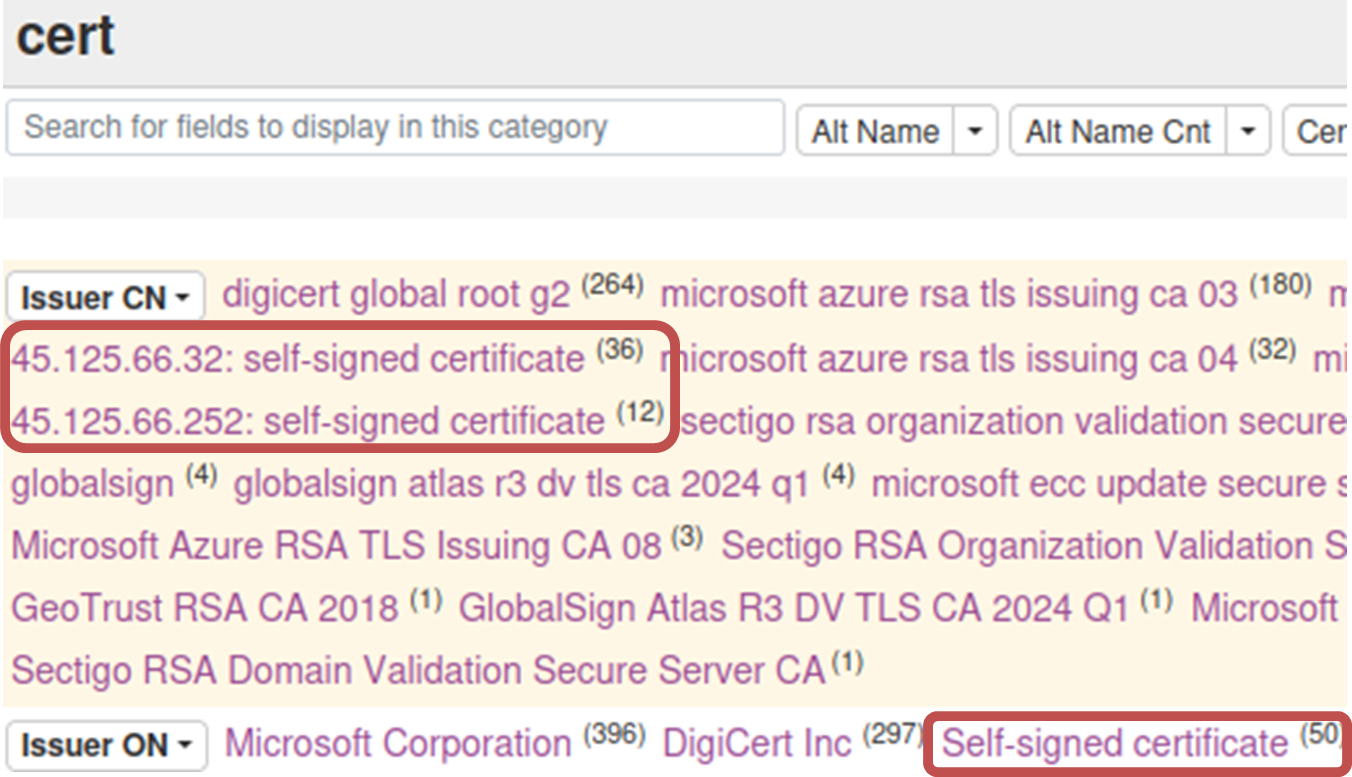 cert
Search for fields to display in this category Alt Name Alt Name Cnt
Issuer CN digicert global root g2 (264) microsoft azure rsa tls issuing ca 03 (180)
45.125.66.32: self-signed certificate (36) microsoft azure rsa tls issuing ca 04 (32)
45.125.66.252: self-signed certificate (12) sectigo rsa organization validation secure
globalsign (4) globalsign atlas r3 dv tls ca 2024 q1 (4) microsoft ecc update secure
Microsoft Azure RSA TLS Issuing CA 08 (3) Sectigo RSA Organization Validation
GeoTrust RSA CA 2018 (1) GlobalSign Atlas R3 DV TLS CA 2024 Q1 (1) Microsoft
Sectigo RSA Domain Validation Secure Server CA (1)
Issuer ON Microsoft Corporation (396) DigiCert Inc (297) Self-signed certificate (50)